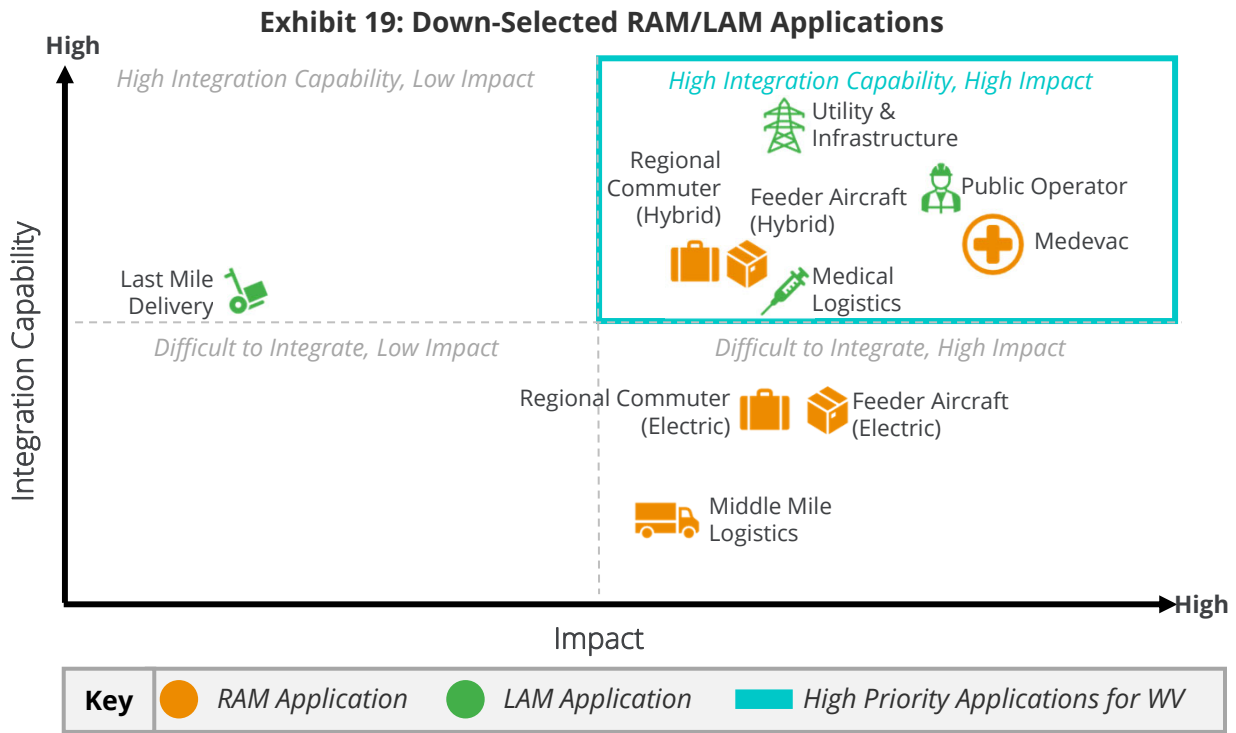 Exhibit 19: Down-Selected RAM/LAM Applications
High
High Integration Capability, Low Impact
High Integration Capability, High Impact
Utility &
Infrastructure
Regional
Commuter
(Hybrid)
Feeder Aircraft
(Hybrid)
Public Operator
Medevac
Last Mile
Delivery
Medical
Logistics
Integration Capability
Difficult to Integrate, Low Impact
Difficult to Integrate, High Impact
Regional Commuter
(Electric)
Feeder Aircraft
(Electric)
Middle Mile
Logistics
High
Impact
Key
RAM Application
LAM Application
High Priority Applications for WV